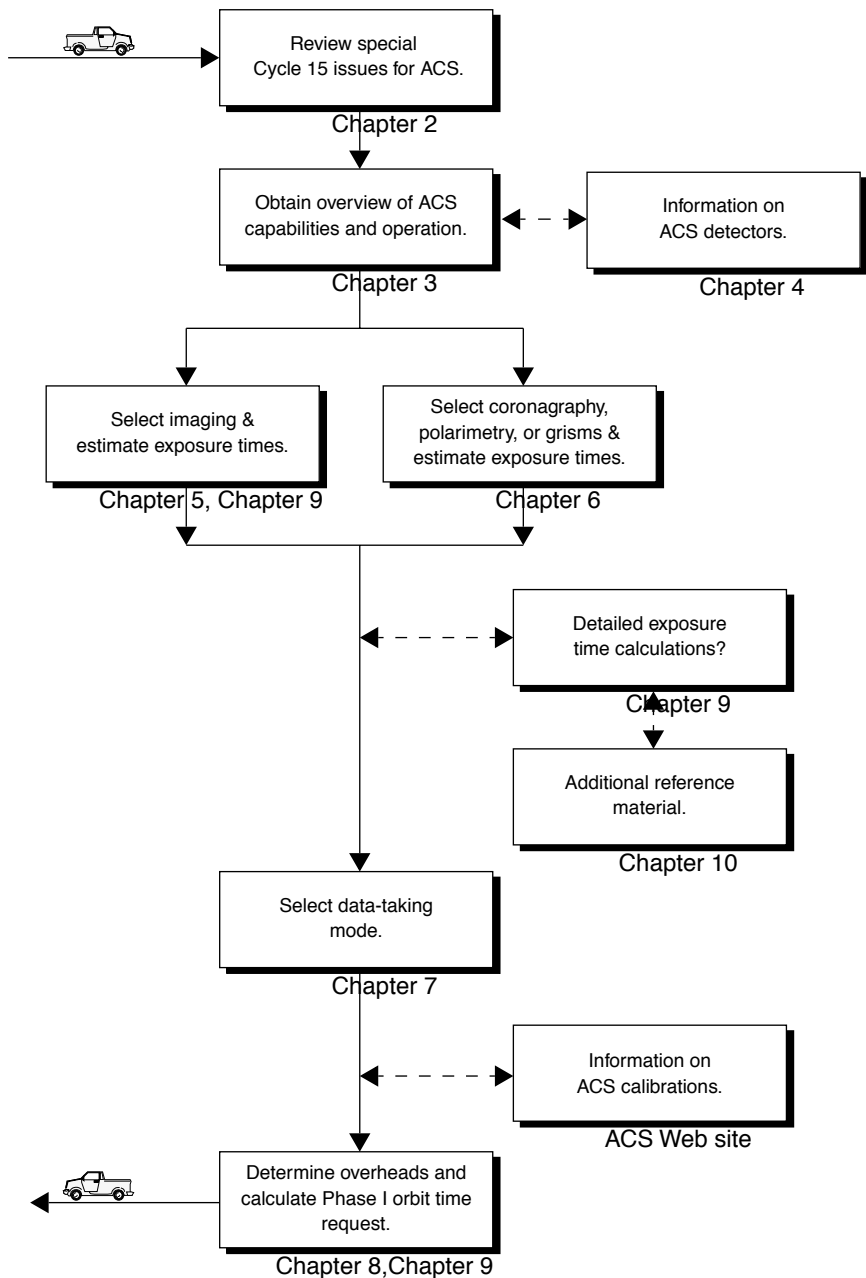 Review special
Cycle 15 issues for ACS.
Chapter 2
Obtain overview of ACS
capabilities and operation.
Chapter 3
Information on
ACS detectors.
Chapter 4
Select imaging &
estimate exposure times.
Chapter 5, Chapter 9
Select coronagraphy,
polarimetry, or grisms &
estimate exposure times.
Chapter 6
Detailed exposure
time calculations?
Chapter 9
Additional reference
material.
Chapter 10
Select data-taking
mode.
Chapter 7
Information on
ACS calibrations.
ACS Web site
Determine overheads and
calculate Phase I orbit time
request.
Chapter 8,Chapter 9